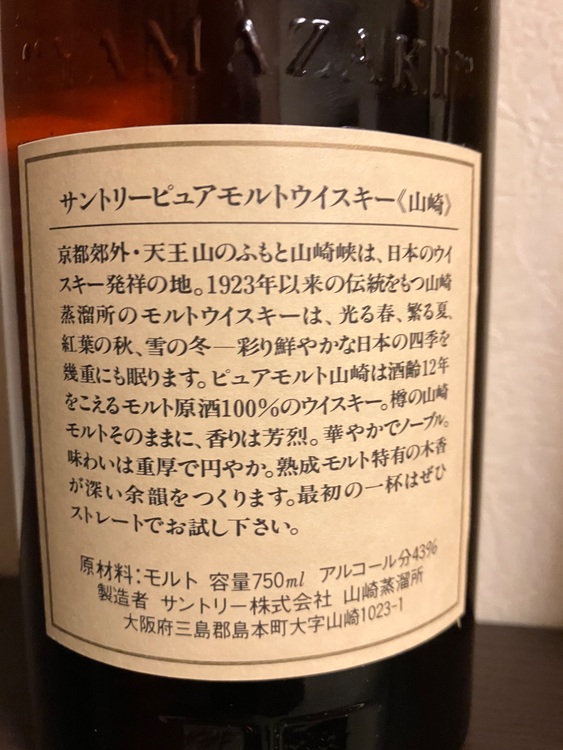 "YAMAZAKI"
サントリーピュアモルトウイスキー《山崎》
京都郊外・天王山のふもと山崎峡は、日本のウイ
スキー発祥の地。1923年以来の伝統をもつ山崎
蒸溜所のモルトウイスキーは、光る春、繁る夏、
紅葉の秋、雪の冬—彩り鮮やかな日本の四季を
幾重にも眠ります。ピュアモルト山崎は酒齢12年
をこえるモルト原酒100%のウイスキー。樽の山崎
モルトそのままに、香りは芳烈。華やかでノーブル。
味わいは重厚で円やか。熟成モルト特有の木香
が深い余韻をつくります。最初の一杯はぜひ
ストレートでお試し下さい。
原材料:モルト 容量750ml アルコール分43%
製造者 サントリー株式会社 山崎蒸溜所
大阪府三島郡島本町大字山崎1023-1